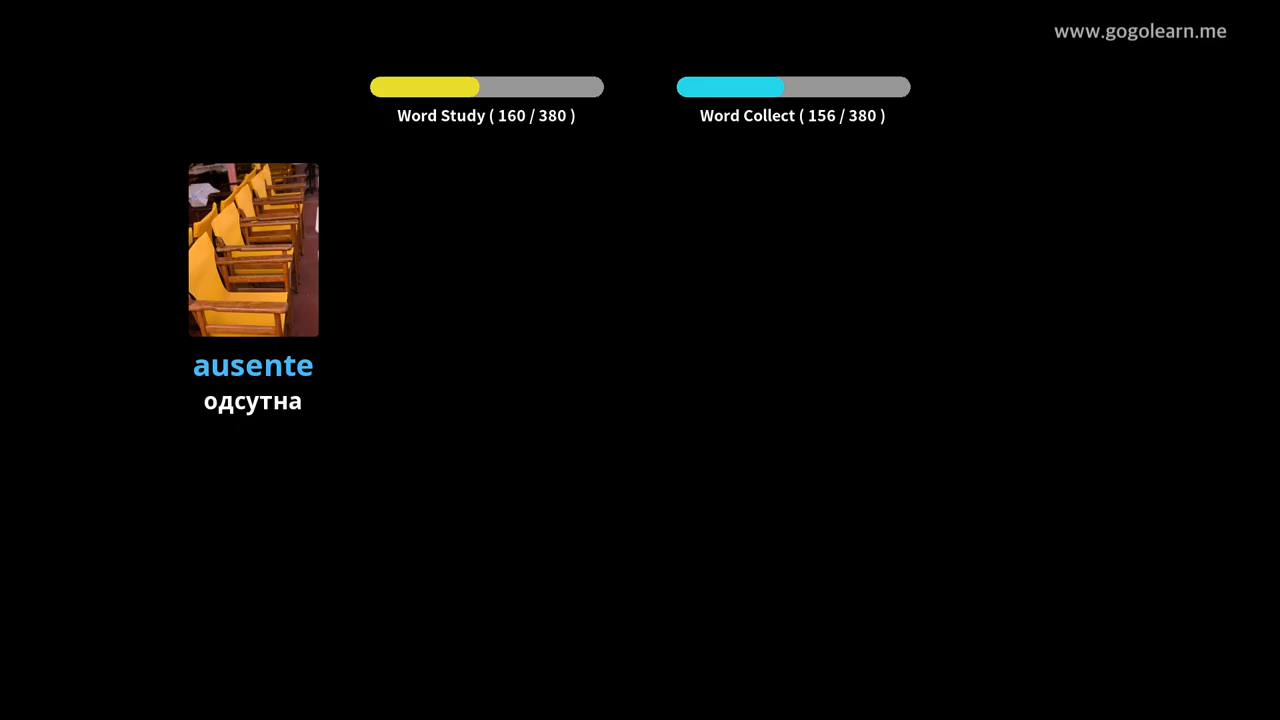 www.gogolearn.me
Word Study ( 160 / 380 )
Word Collect ( 156 / 380 )
ausente
одсутна